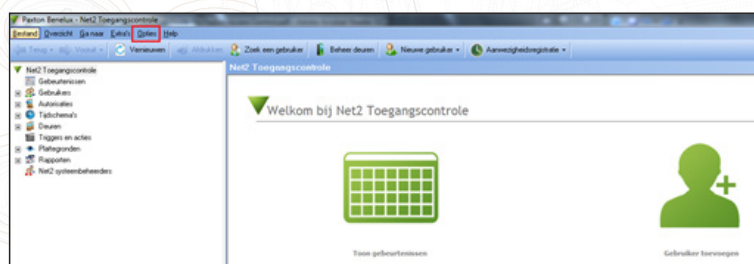 Paxton Benelux - Net2 Toegangscontrole
Bestand Overzicht Ga naar Extra's Opties Help
Terug Vooruit Vernieuwen Afdrukken Zoek een gebruiker Beheer deuren Nieuwe gebruiker Aanwezigheidsregistratie
Net2 Toegangscontrole
Net2 Toegangscontrole
Gebeurtenissen
Gebruikers
Autorisaties
Tijdschema's
Deuren
Triggers en acties
Plattegronden
Rapporten
Net2 systeembeheerders
Welkom bij Net2 Toegangscontrole
Toon gebeurtenissen
Gebruiker toevoegen